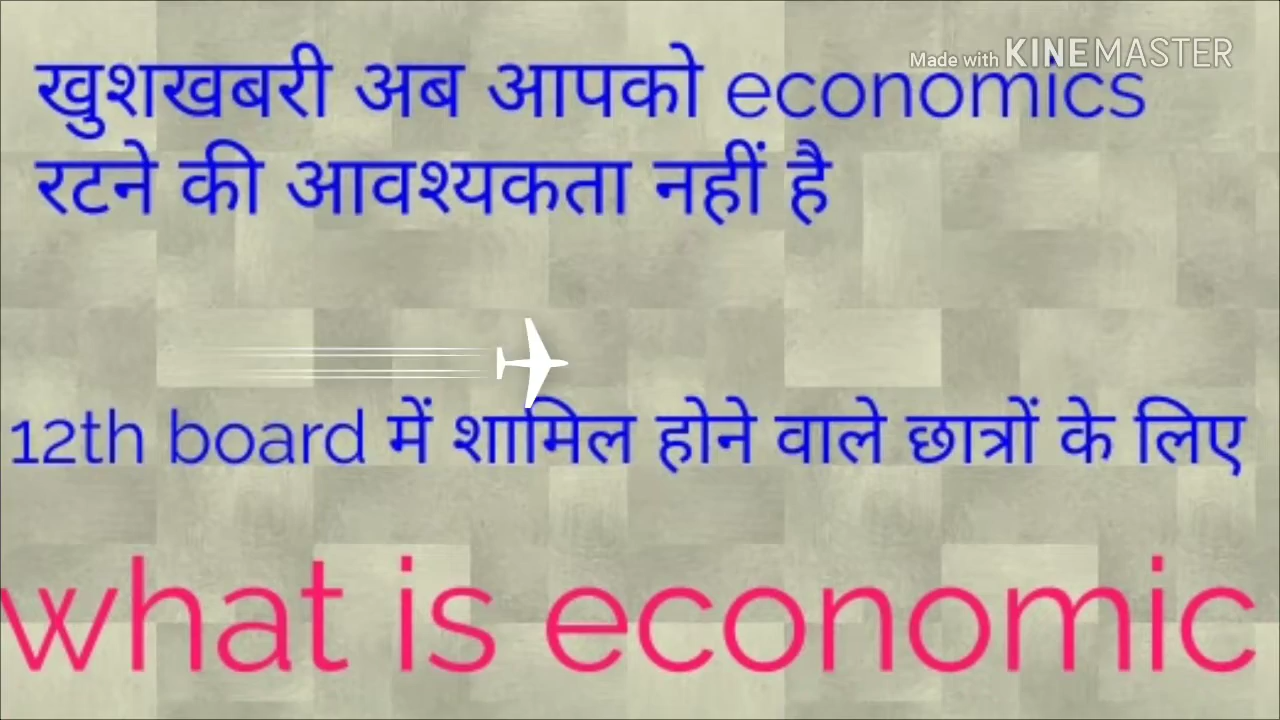 Made with KINEMASTER
खुशखबरी अब आपको economics
रटने की आवश्यकता नहीं है
12th board में शामिल होने वाले छात्रों के लिए
what is economic